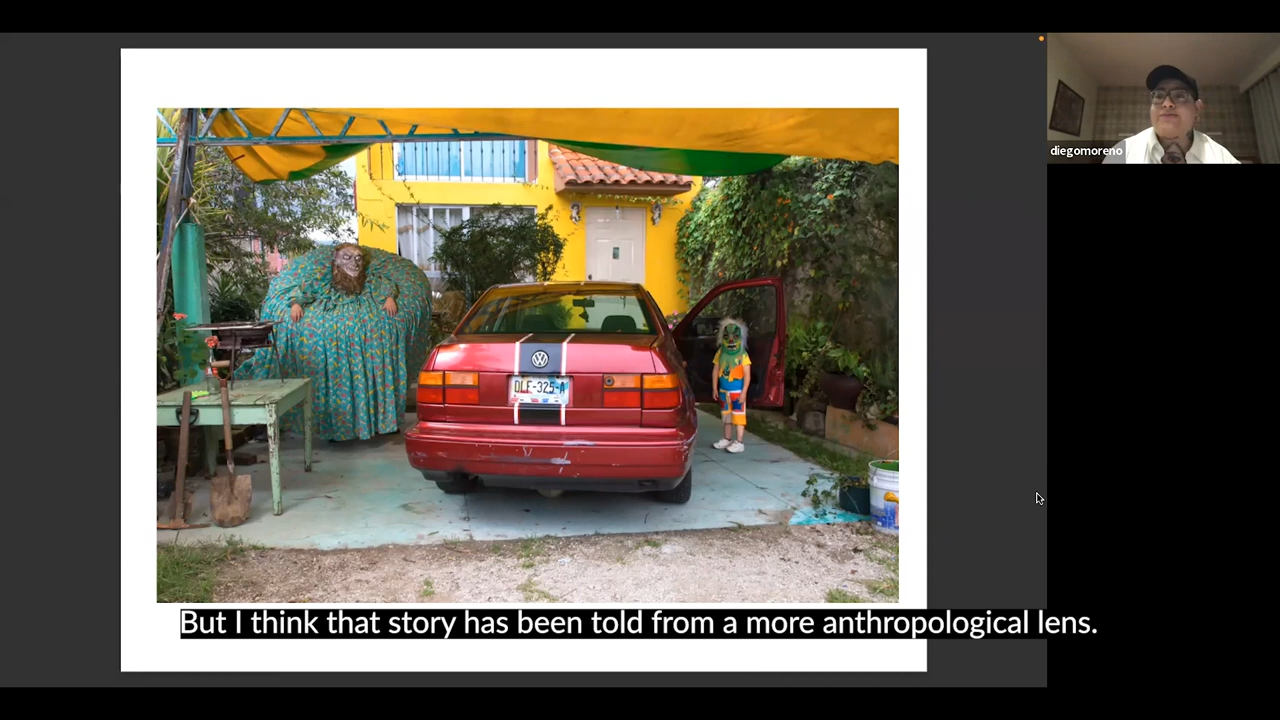 diegomoreno
DLF-325-A
But I think that story has been told from a more anthropological lens.